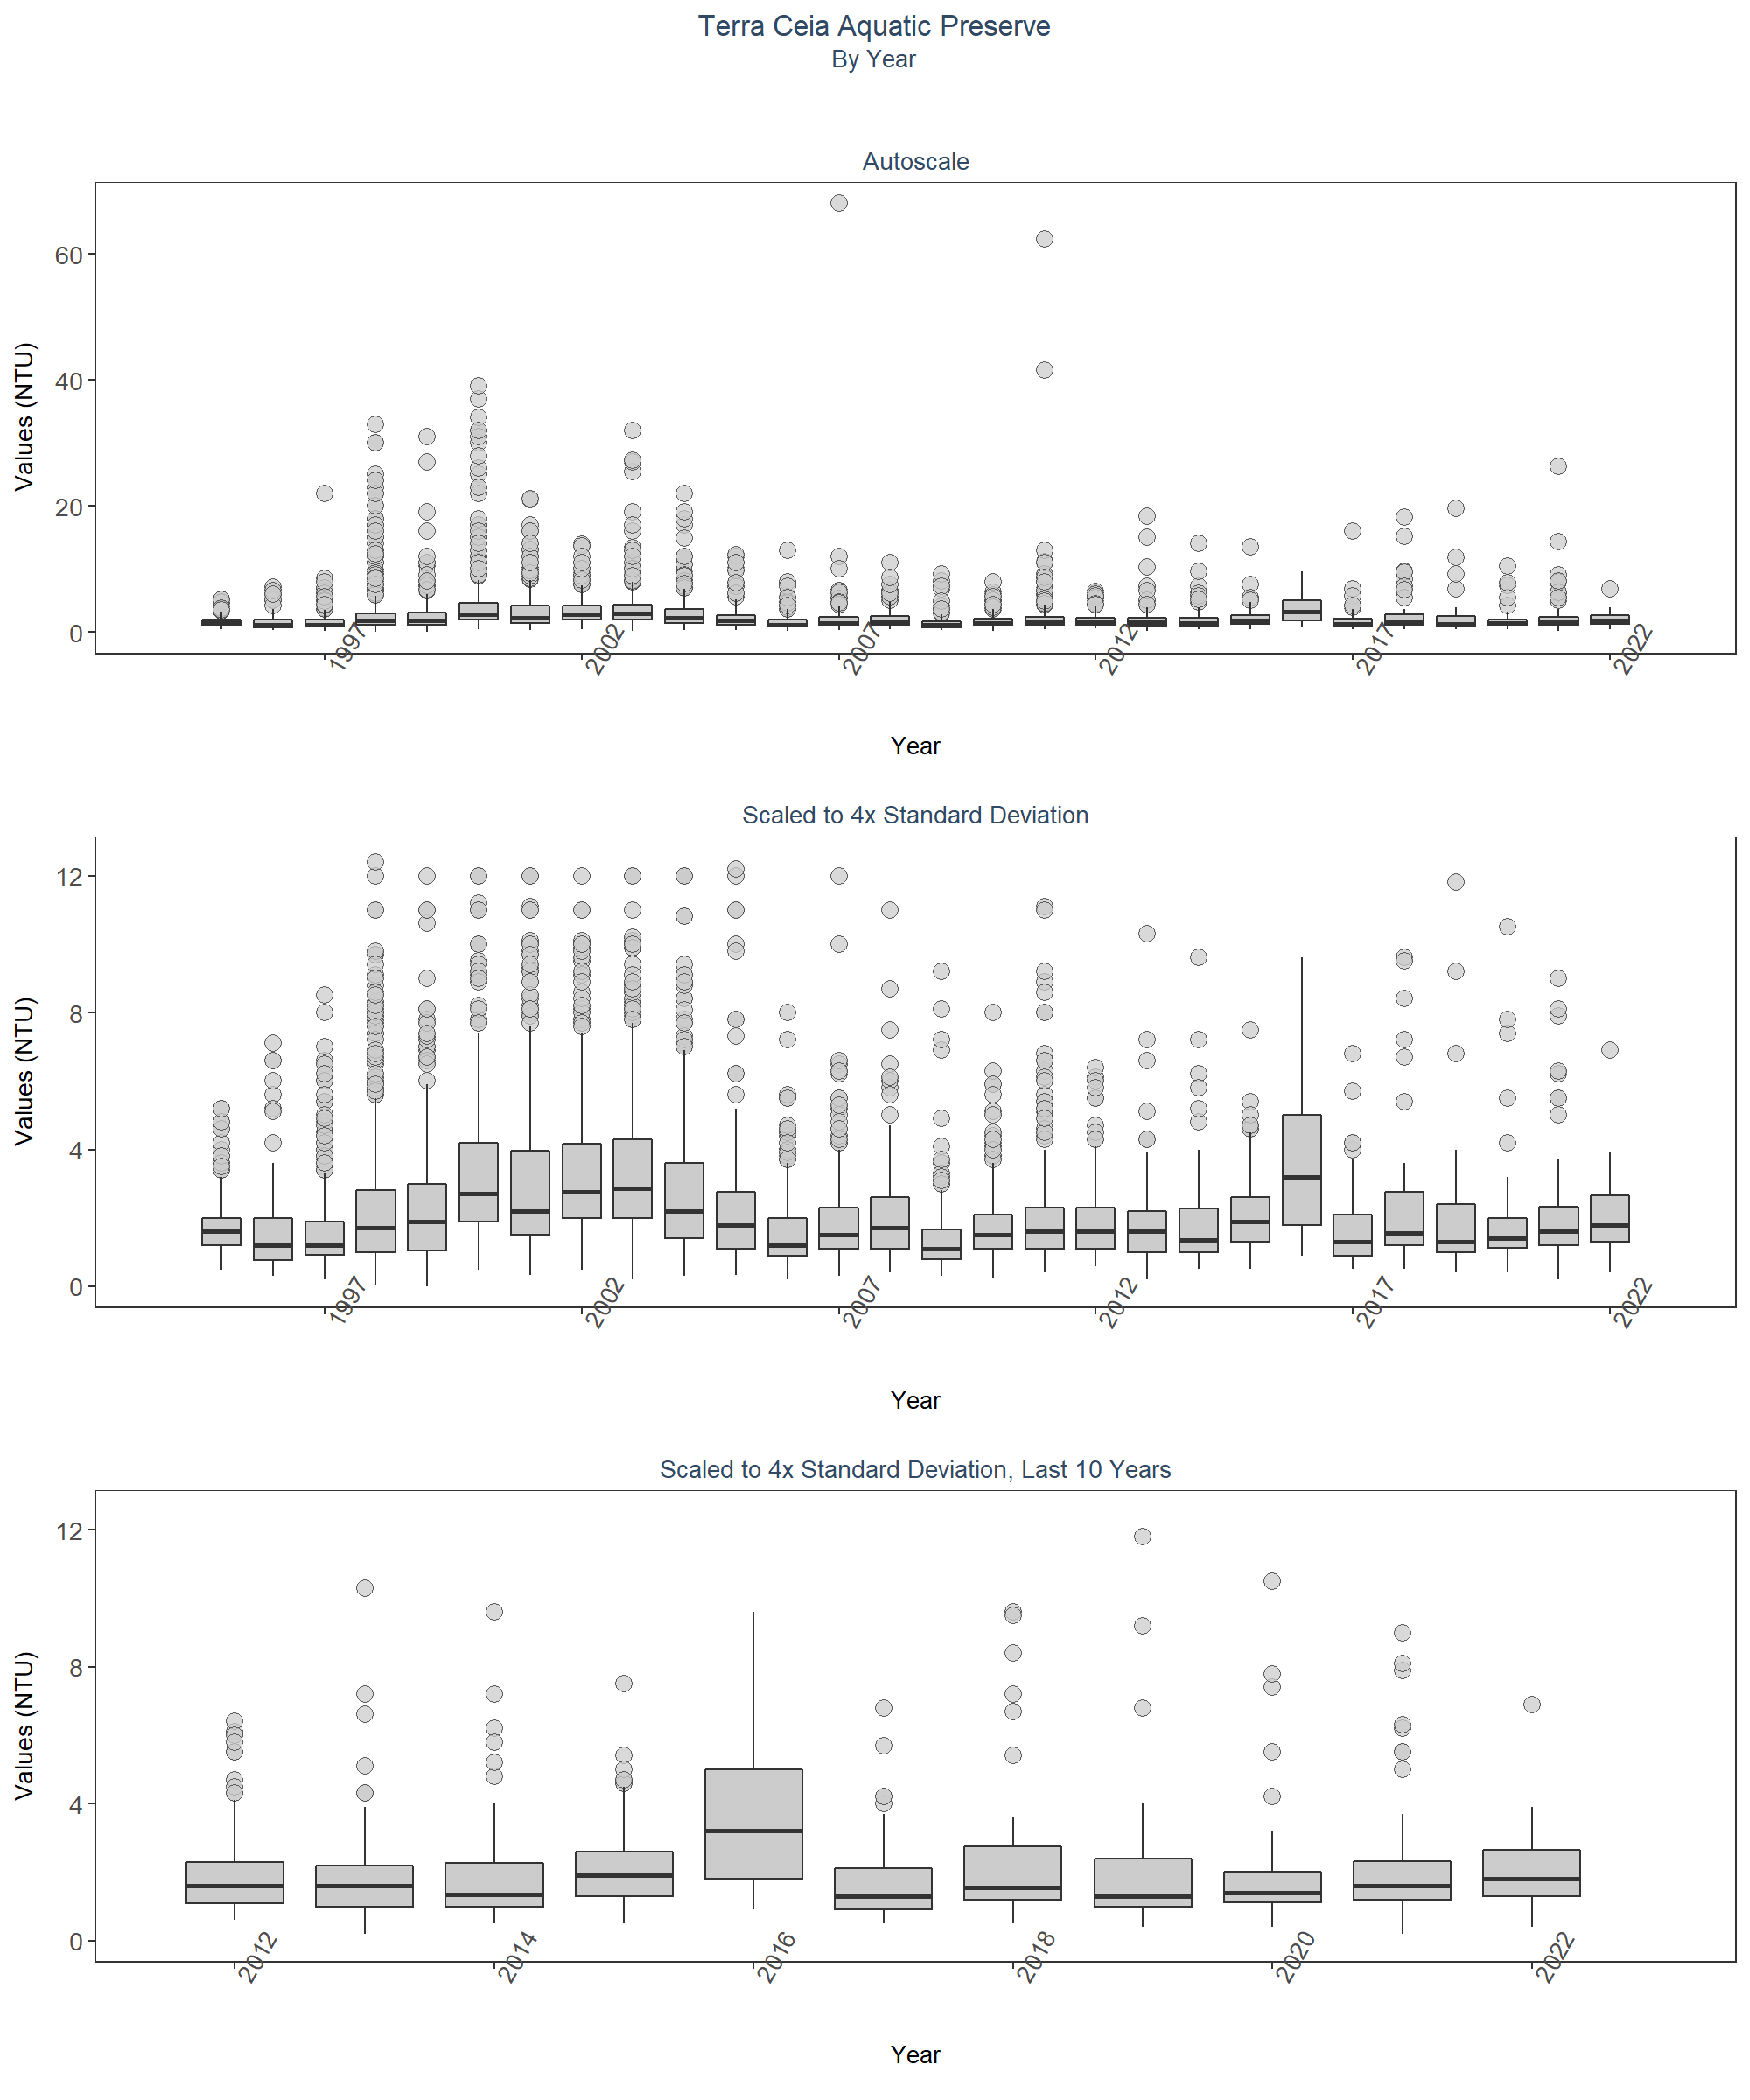 Terra Ceia Aquatic Preserve
By Year
Autoscale
Values (NTU)
60
40
20
0
1997
2002
2007
2012
2017
2022
Year
Scaled to 4x Standard Deviation
Values (NTU)
12
8
4
0
1997
2002
2007
2012
2017
2022
Year
Scaled to 4x Standard Deviation, Last 10 Years
Values (NTU)
12
8
4
0
2012
2014
2016
2018
2020
2022
Year